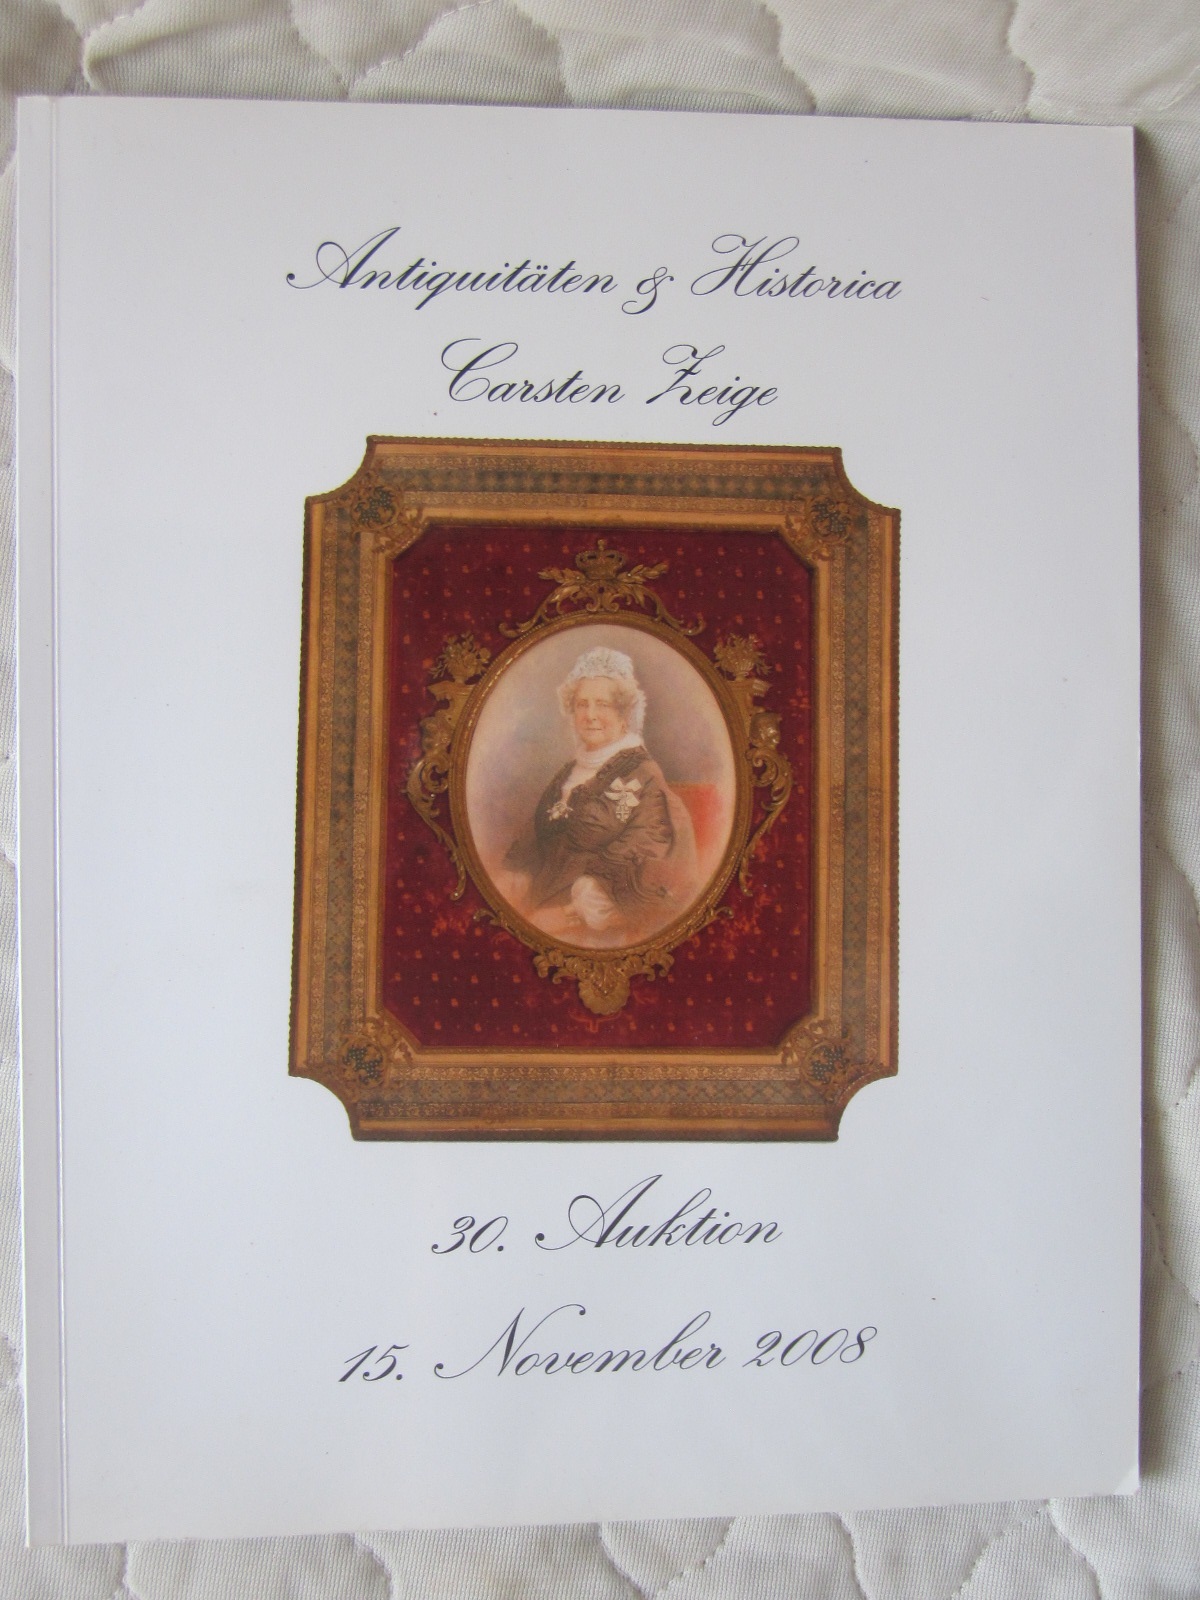 Antiquitäten & Historica
Carsten Zeige
30. Auktion
15. November 2008